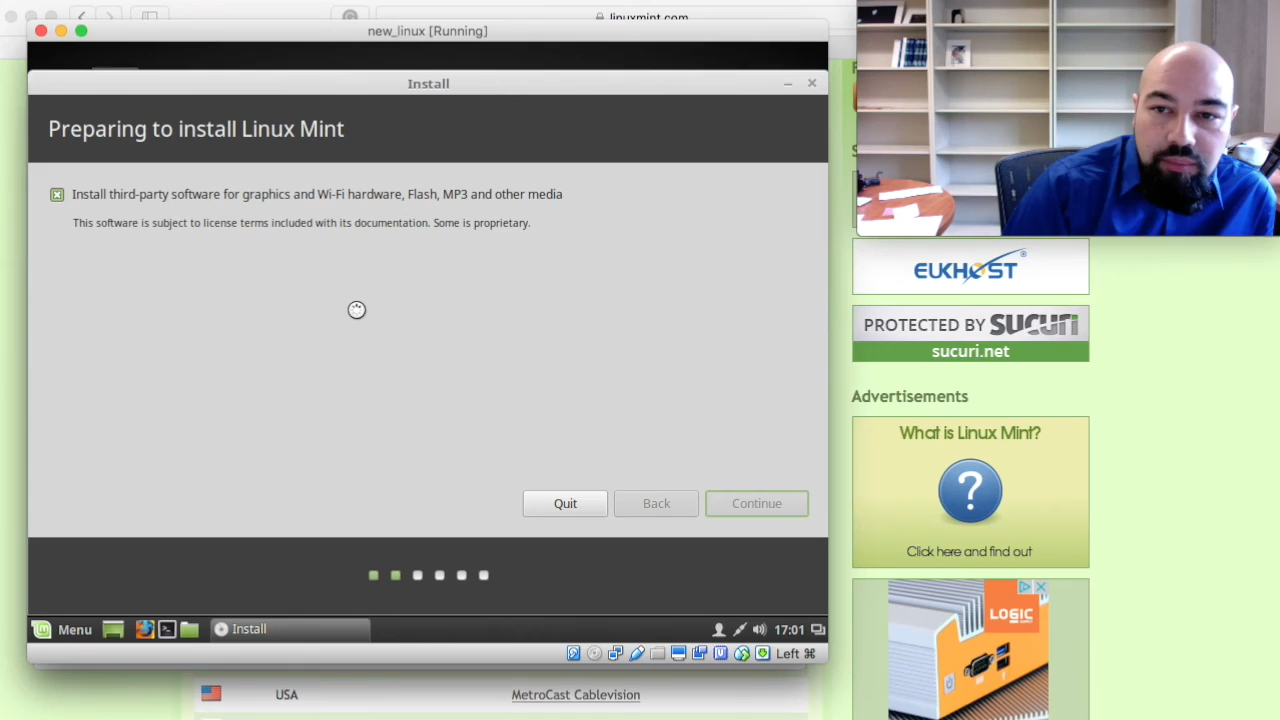 linuxmint.com
new_linux [Running]
Install
Preparing to install Linux Mint
Install third-party software for graphics and Wi-Fi hardware, Flash, MP3 and other media
This software is subject to license terms included with its documentation. Some is proprietary.
Quit
Back
Continue
Menu
Install
17:01
Left ⌘
USA
MetroCast Cablevision
EUKHOST
PROTECTED BY SUCURI
sucuri.net
Advertisements
What is Linux Mint?
?
Click here and find out
LOGIC